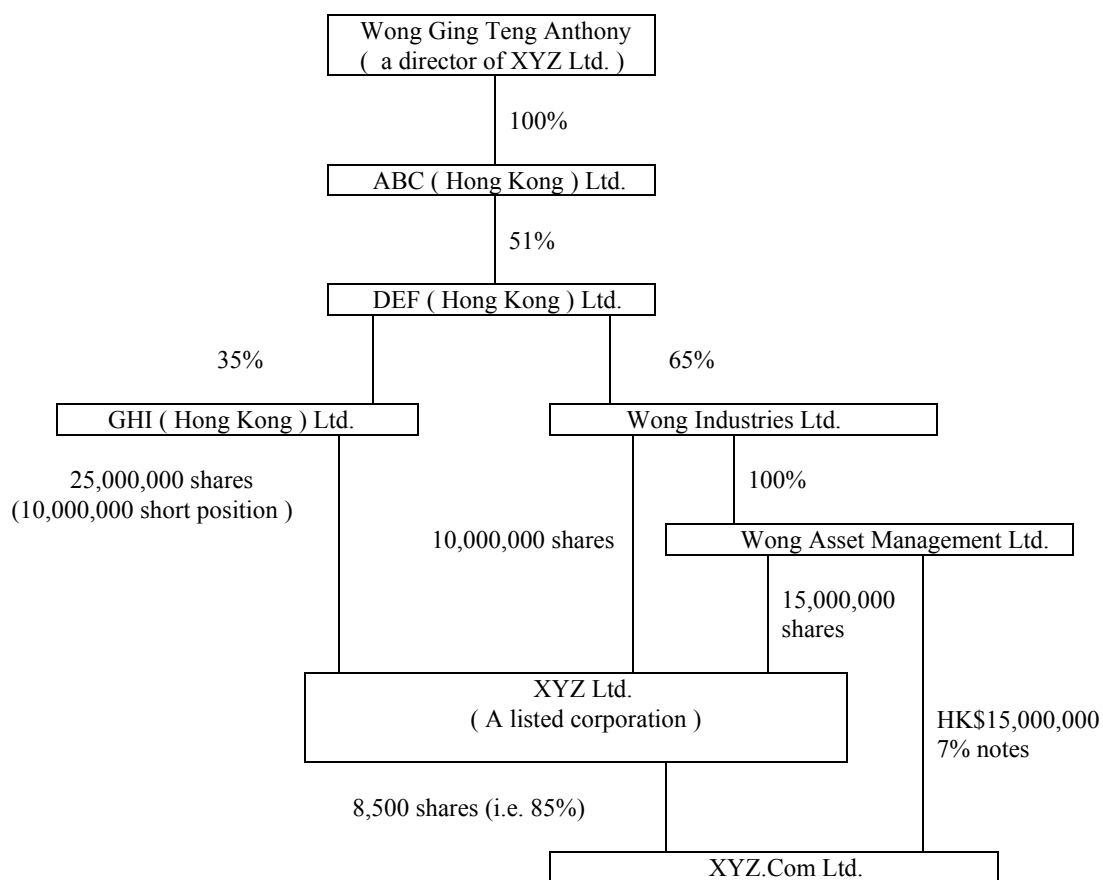 Wong Ging Teng Anthony
( a director of XYZ Ltd. )
100%
ABC ( Hong Kong ) Ltd.
51%
DEF ( Hong Kong ) Ltd.
35%
65%
GHI ( Hong Kong ) Ltd.
Wong Industries Ltd.
25,000,000 shares
(10,000,000 short position )
100%
10,000,000 shares
Wong Asset Management Ltd.
15,000,000
shares
XYZ Ltd.
( A listed corporation )
HK$15,000,000
7% notes
8,500 shares (i.e. 85%)
XYZ.Com Ltd.